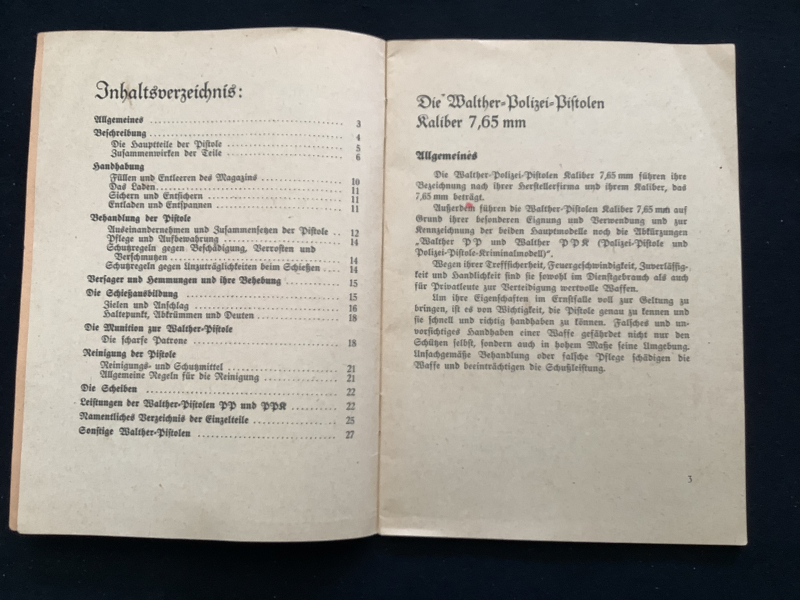 Inhaltsverzeichnis:
Allgemeines 3
Beschreibung 4
Die Hauptteile der Pistole 5
Zusammenwirken der Teile 6
Handhabung
Füllen und Entleeren des Magazins 10
Das Laden 11
Sichern und Entsichern 11
Entladen und Entspannen 11
Behandlung der Pistole
Auseinandernehmen und Zusammensetzen der Pistole 12
Pflege und Aufbewahrung 14
Schutzregeln gegen Beschädigung, Verrosten und
Verschmutzen 14
Schutzregeln gegen Unzuträglichkeiten beim Schießen 14
Versager und Hemmungen und ihre Behebung 15
Die Schießausbildung 15
Zielen und Anschlag 16
Haltepunkt, Abkrümmen und Deuten 18
Die Munition zur Walther-Pistole
Die scharfe Patrone 18
Reinigung der Pistole
Reinigungs- und Schutzmittel 21
Allgemeine Regeln für die Reinigung 21
Die Scheiben 22
Leistungen der Walther-Pistolen PP und PPK 22
Namentliches Verzeichnis der Einzelteile 25
Sonstige Walther-Pistolen 27
Die Walther-Polizei-Pistolen
Kaliber 7,65 mm
Allgemeines
Die Walther-Polizei-Pistolen Kaliber 7,65 mm führen ihre
Bezeichnung nach ihrer Herstellerfirma und ihrem Kaliber, das
7,65 mm beträgt.
Außerdem führen die Walther-Pistolen Kaliber 7,65 mm auf
Grund ihrer besonderen Eignung und Verwendung und zur
Kennzeichnung der beiden Hauptmodelle noch die Abkürzungen
„Walther PP und Walther PPK (Polizei-Pistole und
Polizei-Pistole-Kriminalmodell)".
Wegen ihrer Treffsicherheit, Feuergeschwindigkeit, Zuverlässig-
keit und Handlichkeit sind sie sowohl im Dienstgebrauch als auch
für Privatleute zur Verteidigung wertvolle Waffen.
Um ihre Eigenschaften im Ernstfalle voll zur Geltung zu
bringen, ist es von Wichtigkeit, die Pistole genau zu kennen und
sie schnell und richtig handhaben zu können. Falsches und un-
vorsichtiges Handhaben einer Waffe gefährdet nicht nur den
Schützen selbst, sondern auch in hohem Maße seine Umgebung.
Unsachgemäße Behandlung oder falsche Pflege schädigen die
Waffe und beeinträchtigen die Schußleistung.
3